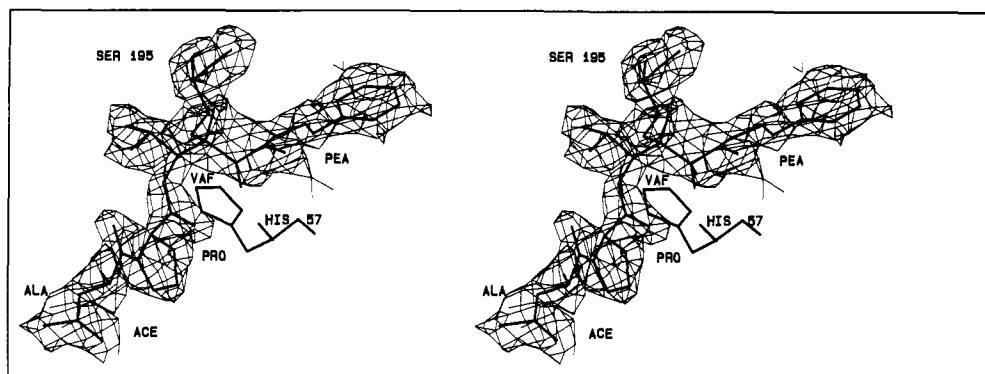 SER 195
PEA
VAF
HIS 57
PRO
ALA
ACE
SER 195
PEA
VAF
HIS 57
PRO
ALA
ACE